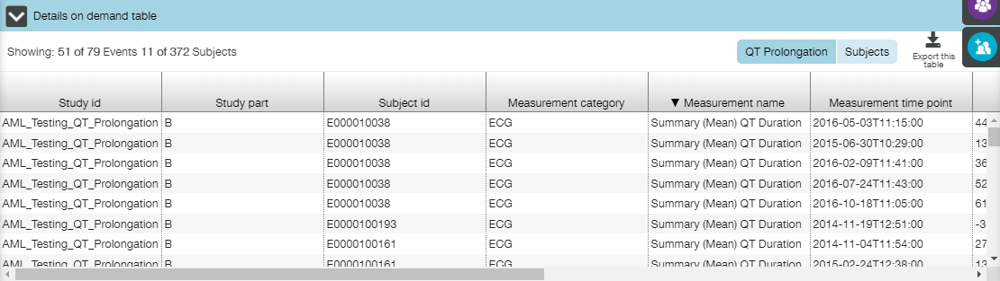 Details on demand table
Showing: 51 of 79 Events 11 of 372 Subjects
QT Prolongation Subjects
Export this
table
Study id Study part Subject id Measurement category ▼ Measurement name Measurement time point
AML_Testing_QT_Prolongation B E000010038 ECG Summary (Mean) QT Duration 2016-05-03T11:15:00 44
AML_Testing_QT_Prolongation B E000010038 ECG Summary (Mean) QT Duration 2015-06-30T10:29:00 13
AML_Testing_QT_Prolongation B E000010038 ECG Summary (Mean) QT Duration 2016-02-09T11:41:00 36
AML_Testing_QT_Prolongation B E000010038 ECG Summary (Mean) QT Duration 2016-07-24T11:43:00 52
AML_Testing_QT_Prolongation B E000010038 ECG Summary (Mean) QT Duration 2016-10-18T11:05:00 61
AML_Testing_QT_Prolongation B E0000100193 ECG Summary (Mean) QT Duration 2014-11-19T12:51:00 -3
AML_Testing_QT_Prolongation B E0000100161 ECG Summary (Mean) QT Duration 2014-11-04T11:54:00 27
AML_Testing_QT_Prolongation B E0000100161 ECG Summary (Mean) QT Duration 2015-02-24T12:38:00 13